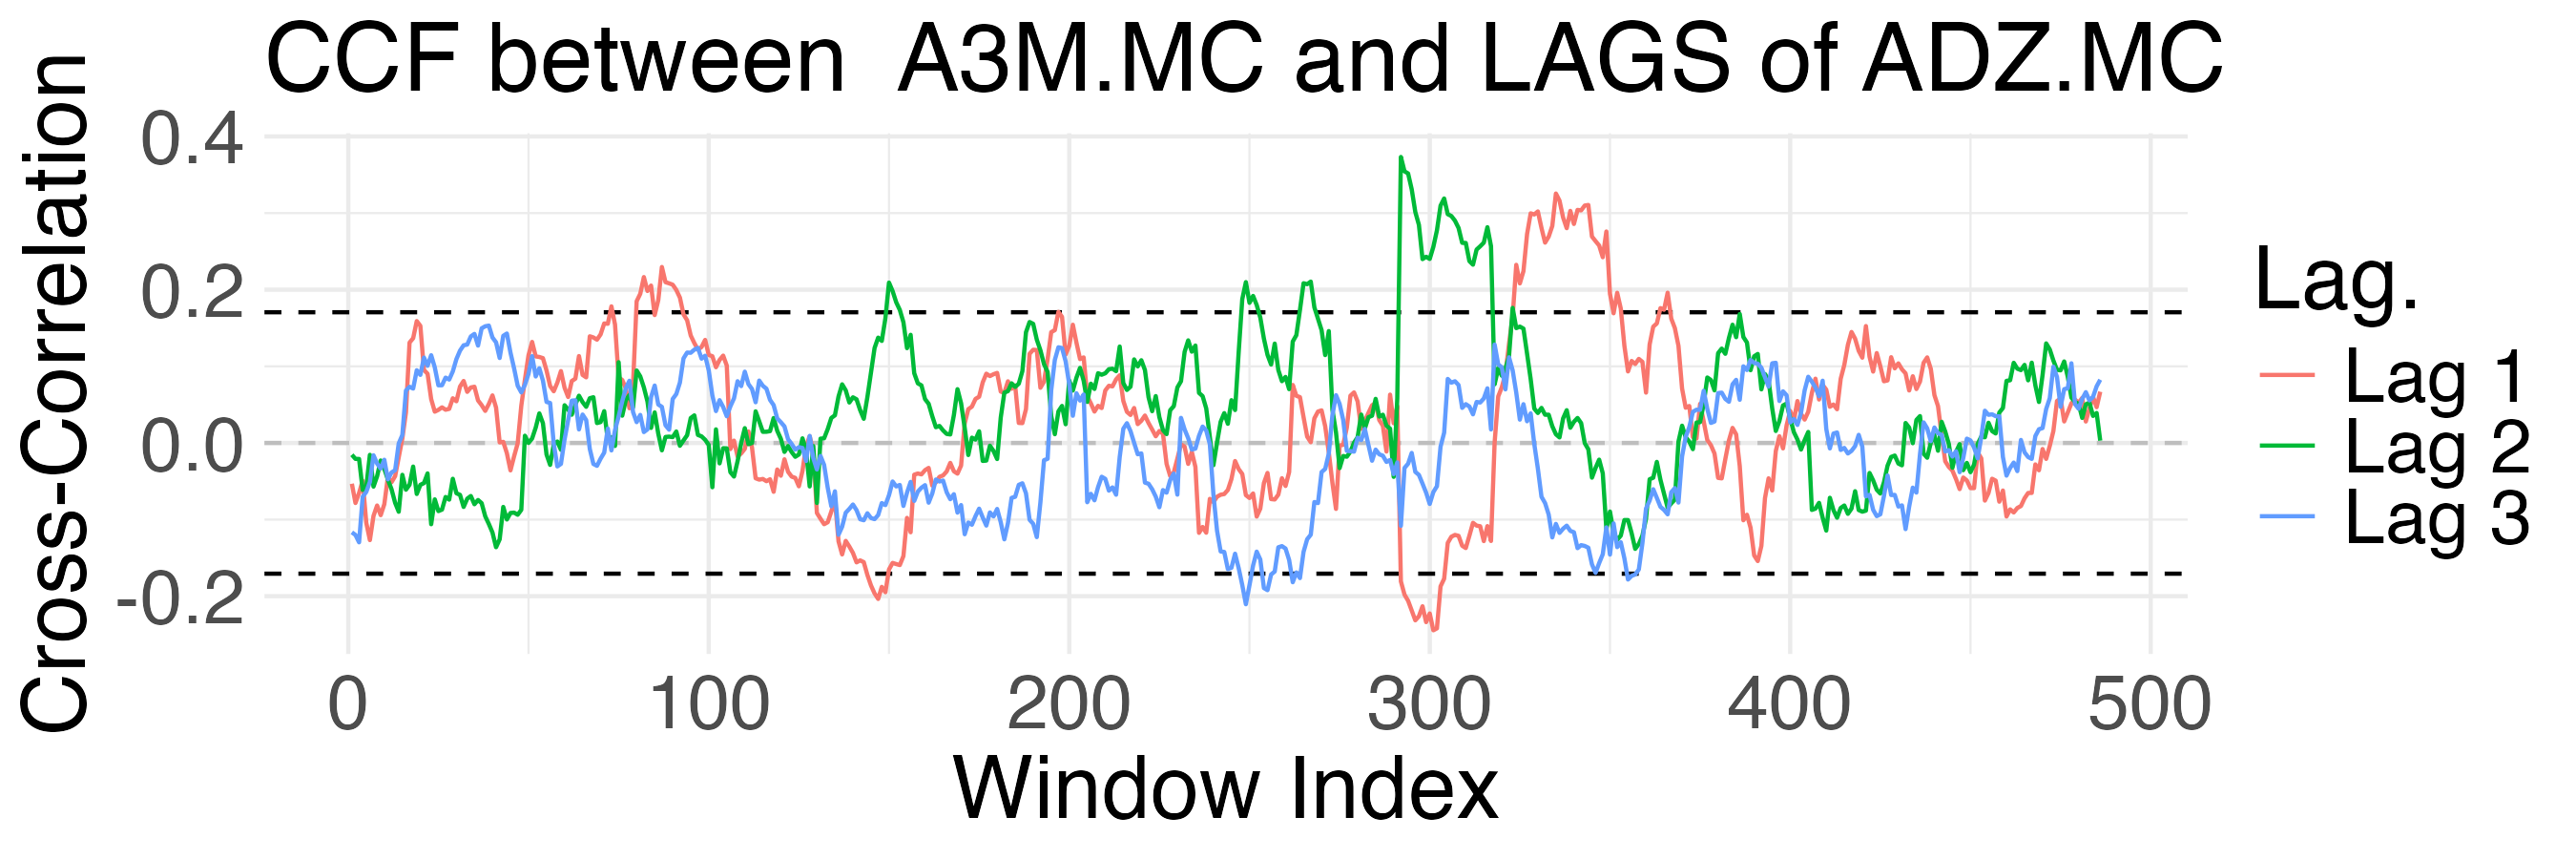 CCF between  A3M.MC and LAGS of ADZ.MC
Cross-Correlation
0.4
0.2
0.0
-0.2
0
100
200
300
400
500
Window Index
Lag.
Lag 1
Lag 2
Lag 3